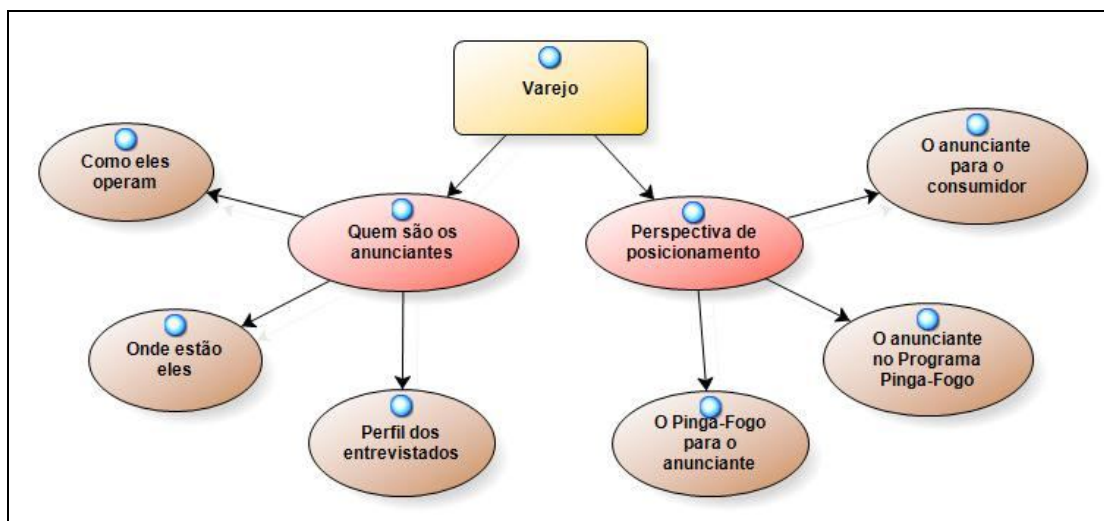 Varejo
Como eles
operam
O anunciante
para o
consumidor
Quem são os
anunciantes
Perspectiva de
posicionamento
Onde estão
eles
O anunciante
no Programa
Pinga-Fogo
Perfil dos
entrevistados
O Pinga-Fogo
para o
anunciante